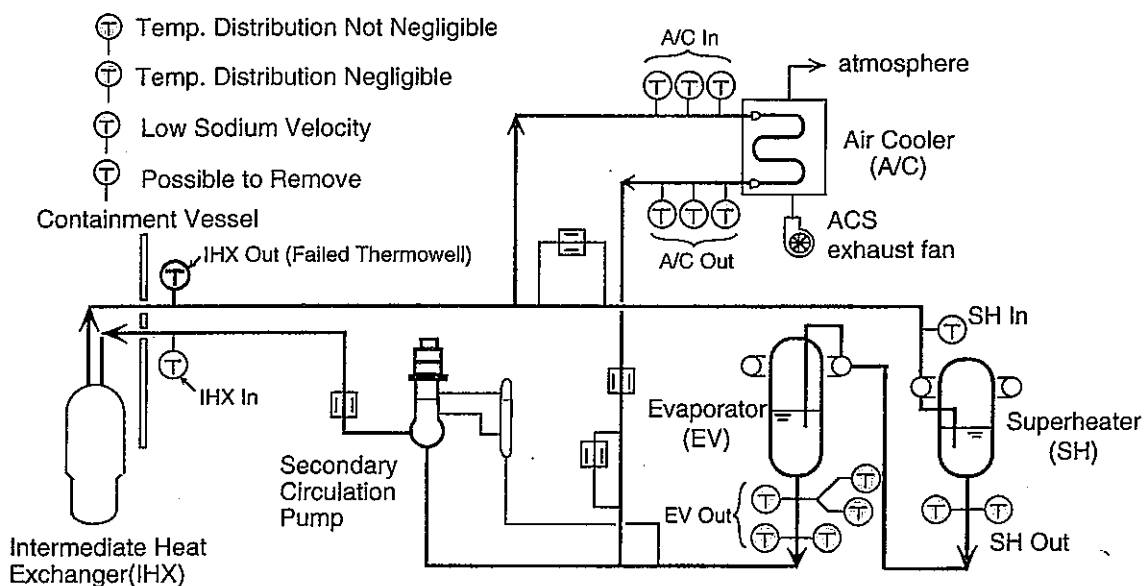 T Temp. Distribution Not Negligible
T Temp. Distribution Negligible
T Low Sodium Velocity
T Possible to Remove
Containment Vessel
A/C In
T T T
atmosphere
Air Cooler
(A/C)
T T T
A/C Out
ACS
exhaust fan
T IHX Out (Failed Thermowell)
T
IHX In
SH In
T
Evaporator
(EV)
Superheater
(SH)
Secondary
Circulation
Pump
EV Out
T T
T
T T
T T
SH Out
Intermediate Heat
Exchanger(IHX)